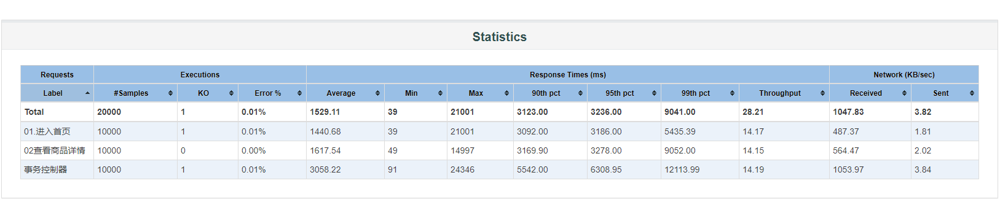 Statistics
Requests Executions Response Times (ms) Network (KB/sec)
Label #Samples KO Error % Average Min Max 90th pct 95th pct 99th pct Throughput Received Sent
Total 20000 1 0.01% 1529.11 39 21001 3123.00 3236.00 9041.00 28.21 1047.83 3.82
01.进入首页 10000 1 0.01% 1440.68 39 21001 3092.00 3186.00 5435.39 14.17 487.37 1.81
02查看商品详情 10000 0 0.00% 1617.54 49 14997 3169.90 3278.00 9052.00 14.15 564.47 2.02
事务控制器 10000 1 0.01% 3058.22 91 24346 5542.00 6308.95 12113.99 14.19 1053.97 3.84